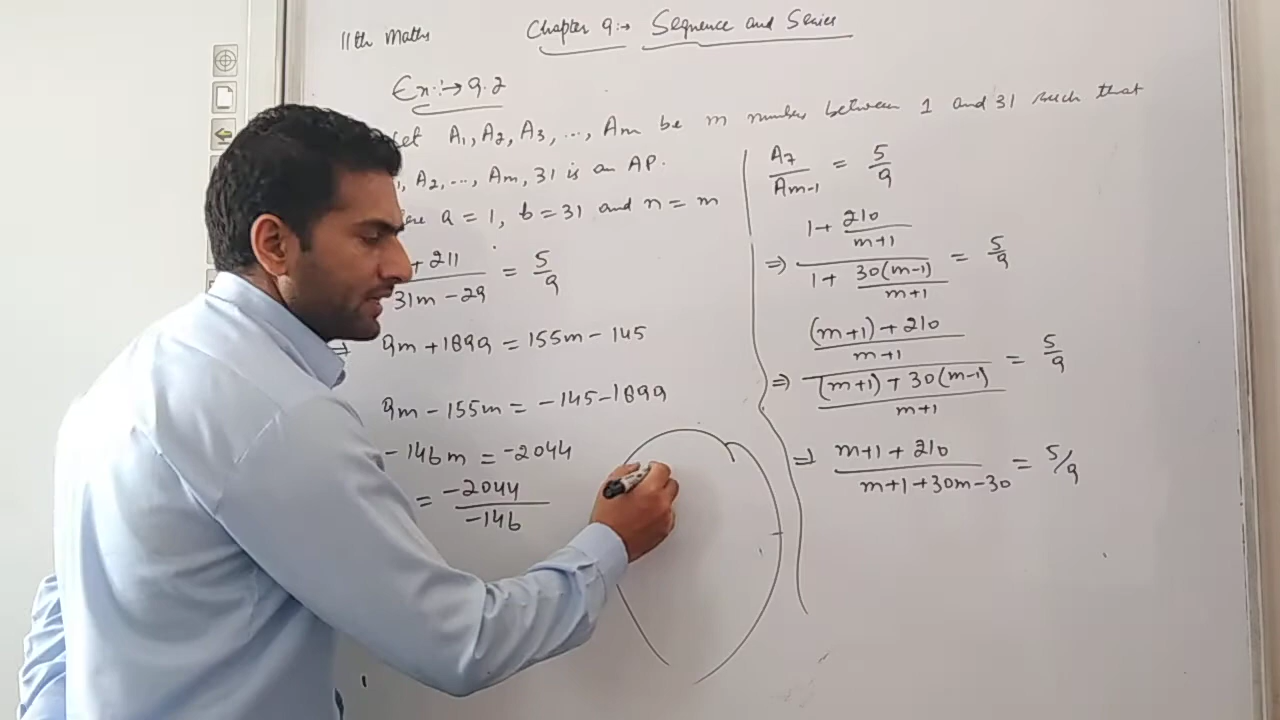 11th Maths
Chapter 9:→ Sequence and Series
Ex:→ 9.2
Let A₁, A₂, A₃, ..., Am be m numbers between 1 and 31 such that
, A₂, ..., Am, 31 is an AP.
a = 1, b = 31 and n = m
+ 211 / 31m - 29 = 5/9
⇒ 9m + 1899 = 155m - 145
9m - 155m = -145 - 1899
-146m = -2044
= -2044 / -146
A₇ / Am-1 = 5/9
⇒ (1 + 210/(m+1)) / (1 + 30(m-1)/(m+1)) = 5/9
⇒ (((m+1) + 210)/(m+1)) / (((m+1) + 30(m-1))/(m+1)) = 5/9
⇒ (m+1+210) / (m+1+30m-30) = 5/9